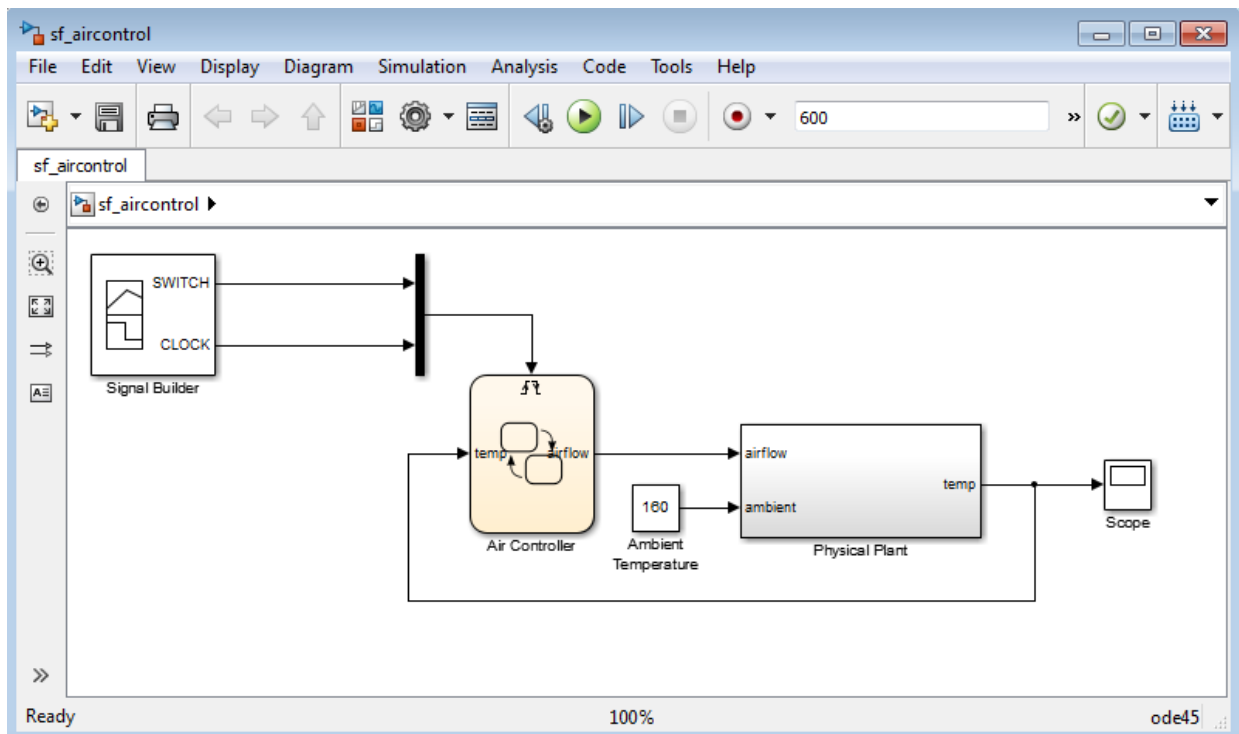 sf_aircontrol
File Edit View Display Diagram Simulation Analysis Code Tools Help
600
sf_aircontrol
sf_aircontrol
SWITCH
CLOCK
Signal Builder
temp airflow
Air Controller
160
Ambient
Temperature
airflow
temp
ambient
Physical Plant
Scope
A
Ready 100% ode45